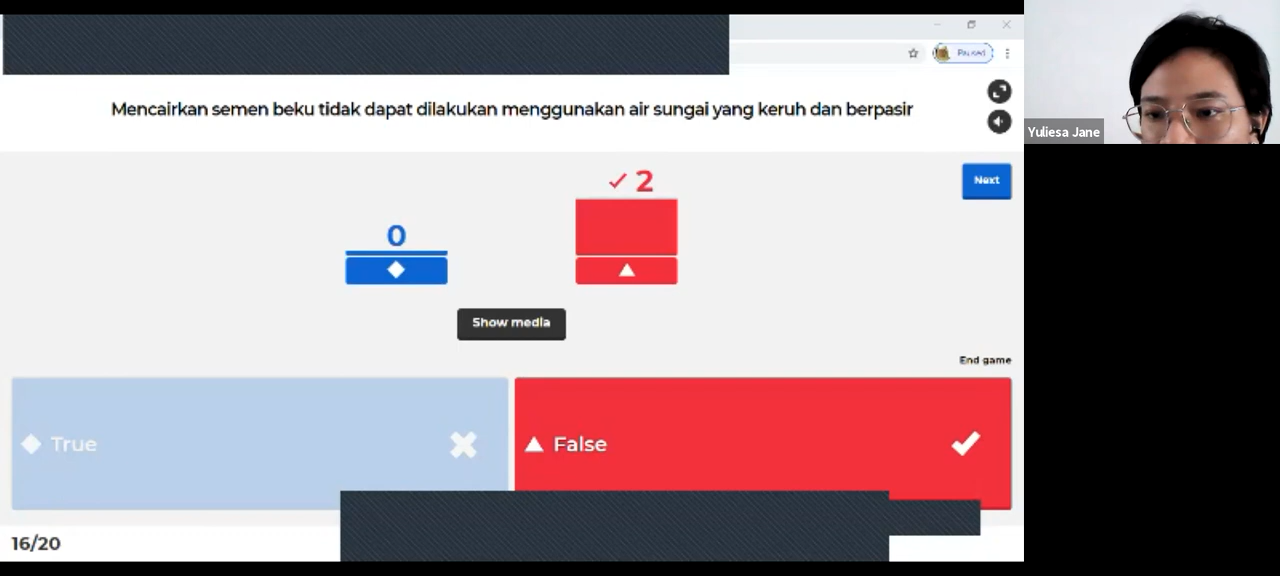 PAUSED
Mencairkan semen beku tidak dapat dilakukan menggunakan air sungai yang keruh dan berpasir
Yuliesa Jane
Next
2
0
Show media
End game
True
False
16/20